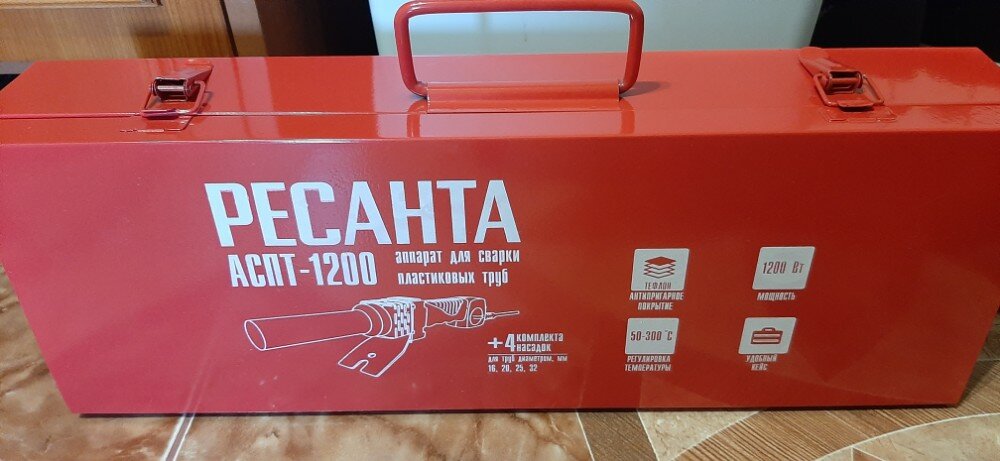 РЕСАНТА
АСПТ-1200
аппарат для сварки
пластиковых труб
+4 комплекта
насадок
для труб диаметром, мм
16, 20, 25, 32
ТЕФЛОН
АНТИПРИГАРНОЕ
ПОКРЫТИЕ
1200 Вт
МОЩНОСТЬ
50-300°С
РЕГУЛИРОВКА
ТЕМПЕРАТУРЫ
УДОБНЫЙ
КЕЙС